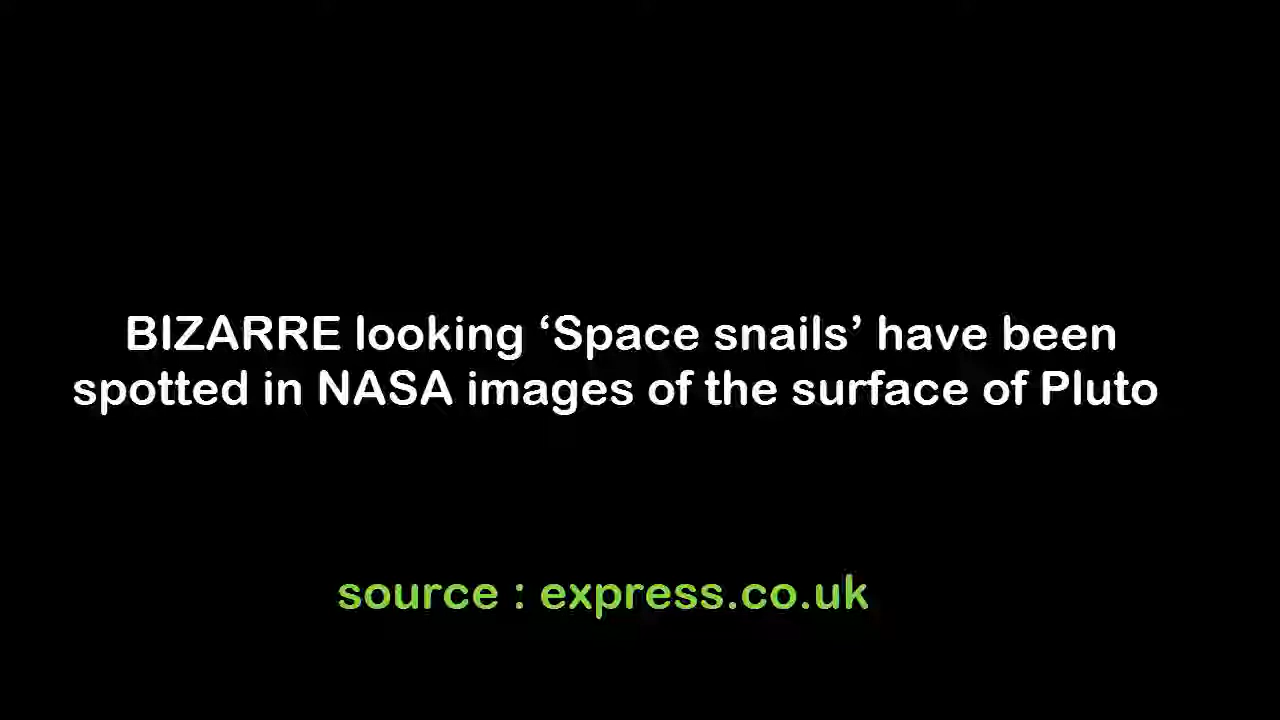 BIZARRE looking ‘Space snails’ have been
spotted in NASA images of the surface of Pluto
source : express.co.uk